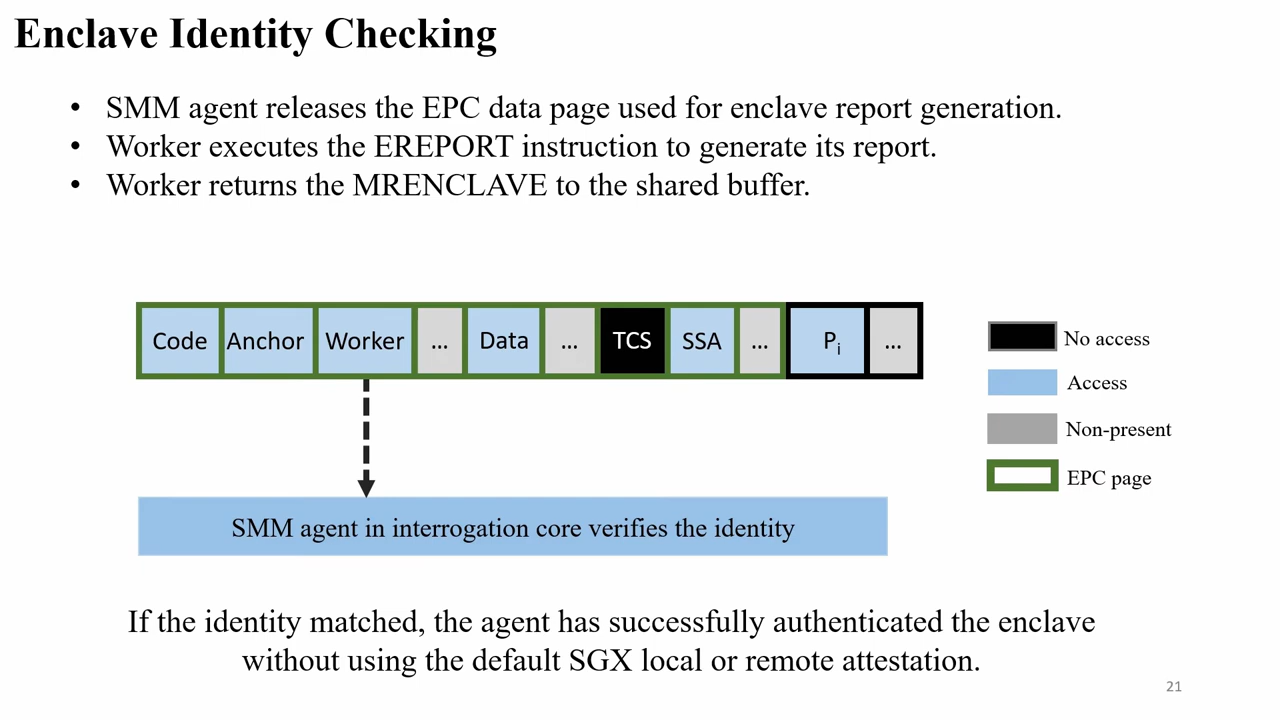 Enclave Identity Checking
• SMM agent releases the EPC data page used for enclave report generation.
• Worker executes the EREPORT instruction to generate its report.
• Worker returns the MRENCLAVE to the shared buffer.
Code Anchor Worker ... Data ... TCS SSA ... Pi ...
No access
Access
Non-present
EPC page
SMM agent in interrogation core verifies the identity
If the identity matched, the agent has successfully authenticated the enclave
without using the default SGX local or remote attestation.
21